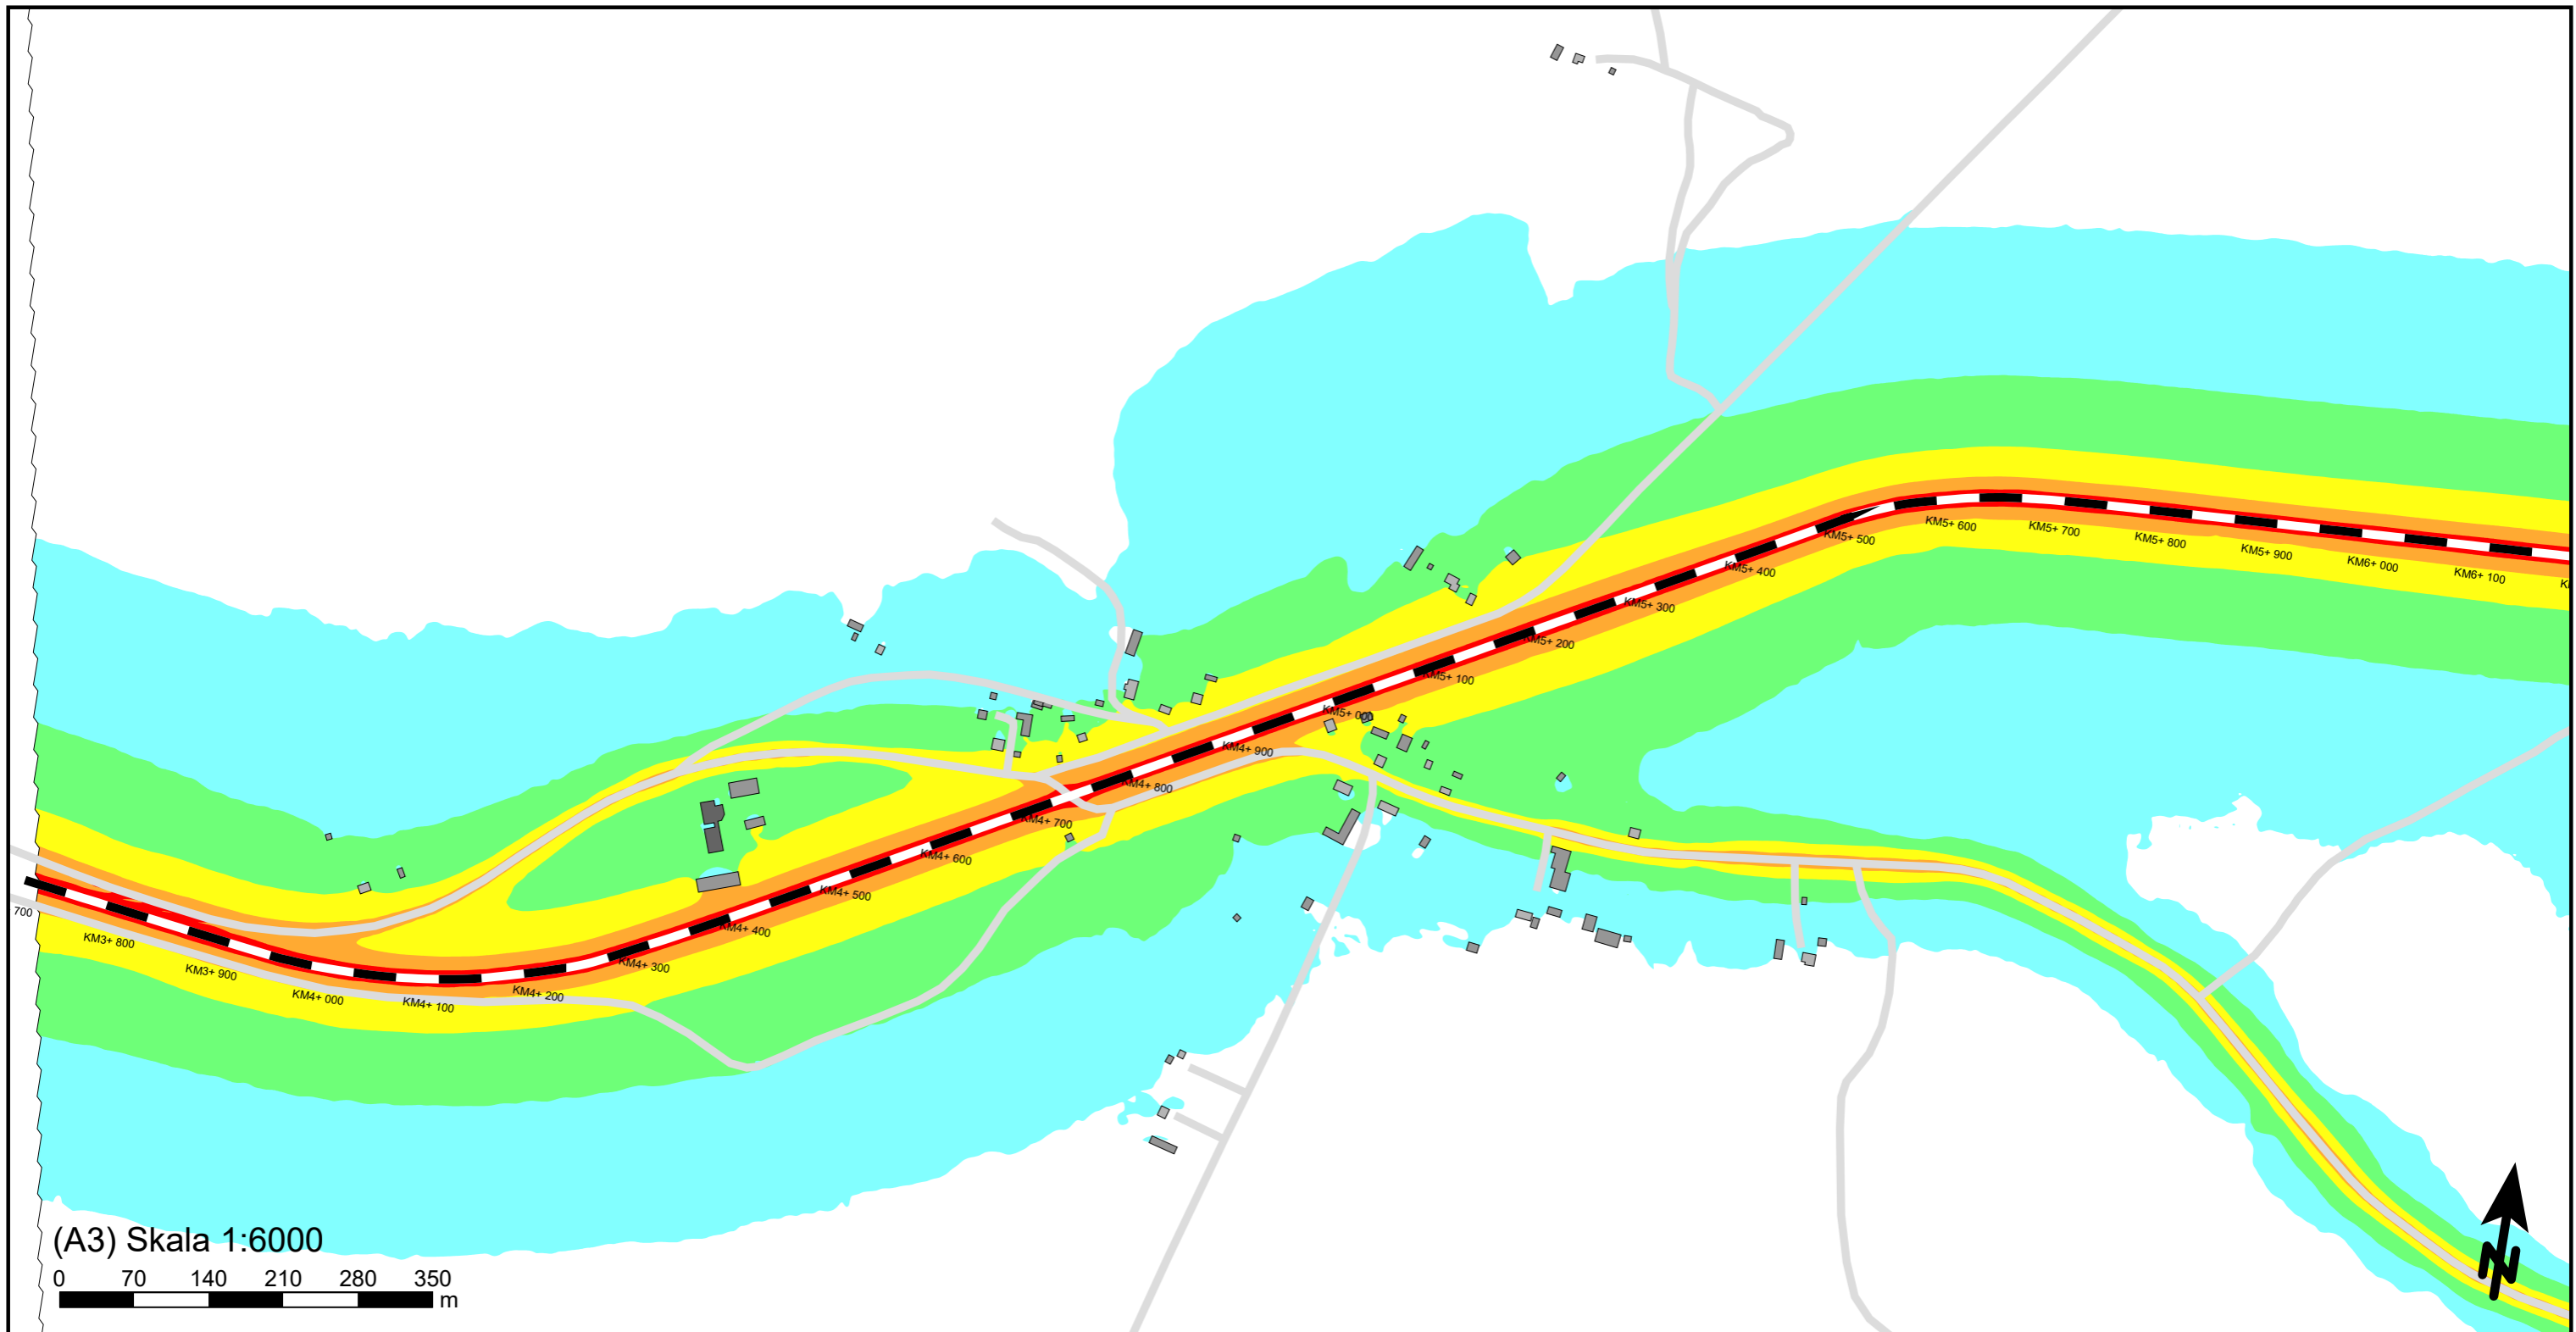 KM5+ 600
KM5+ 700
KM5+ 500
KM5+ 800
KM5+ 900
KM6+ 000
KM5+ 400
KM6+ 100
KM5+ 300
KM5+ 200
KM5+ 100
KM5+ 000
KM4+ 900
KM4+ 800
KM4+ 700
KM4+ 600
KM4+ 500
700
KM4+ 400
KM3+ 800
KM4+ 300
KM3+ 900
KM4+ 200
KM4+ 000
KM4+ 100
(A3) Skala 1:6000
0 70 140 210 280 350
m
N